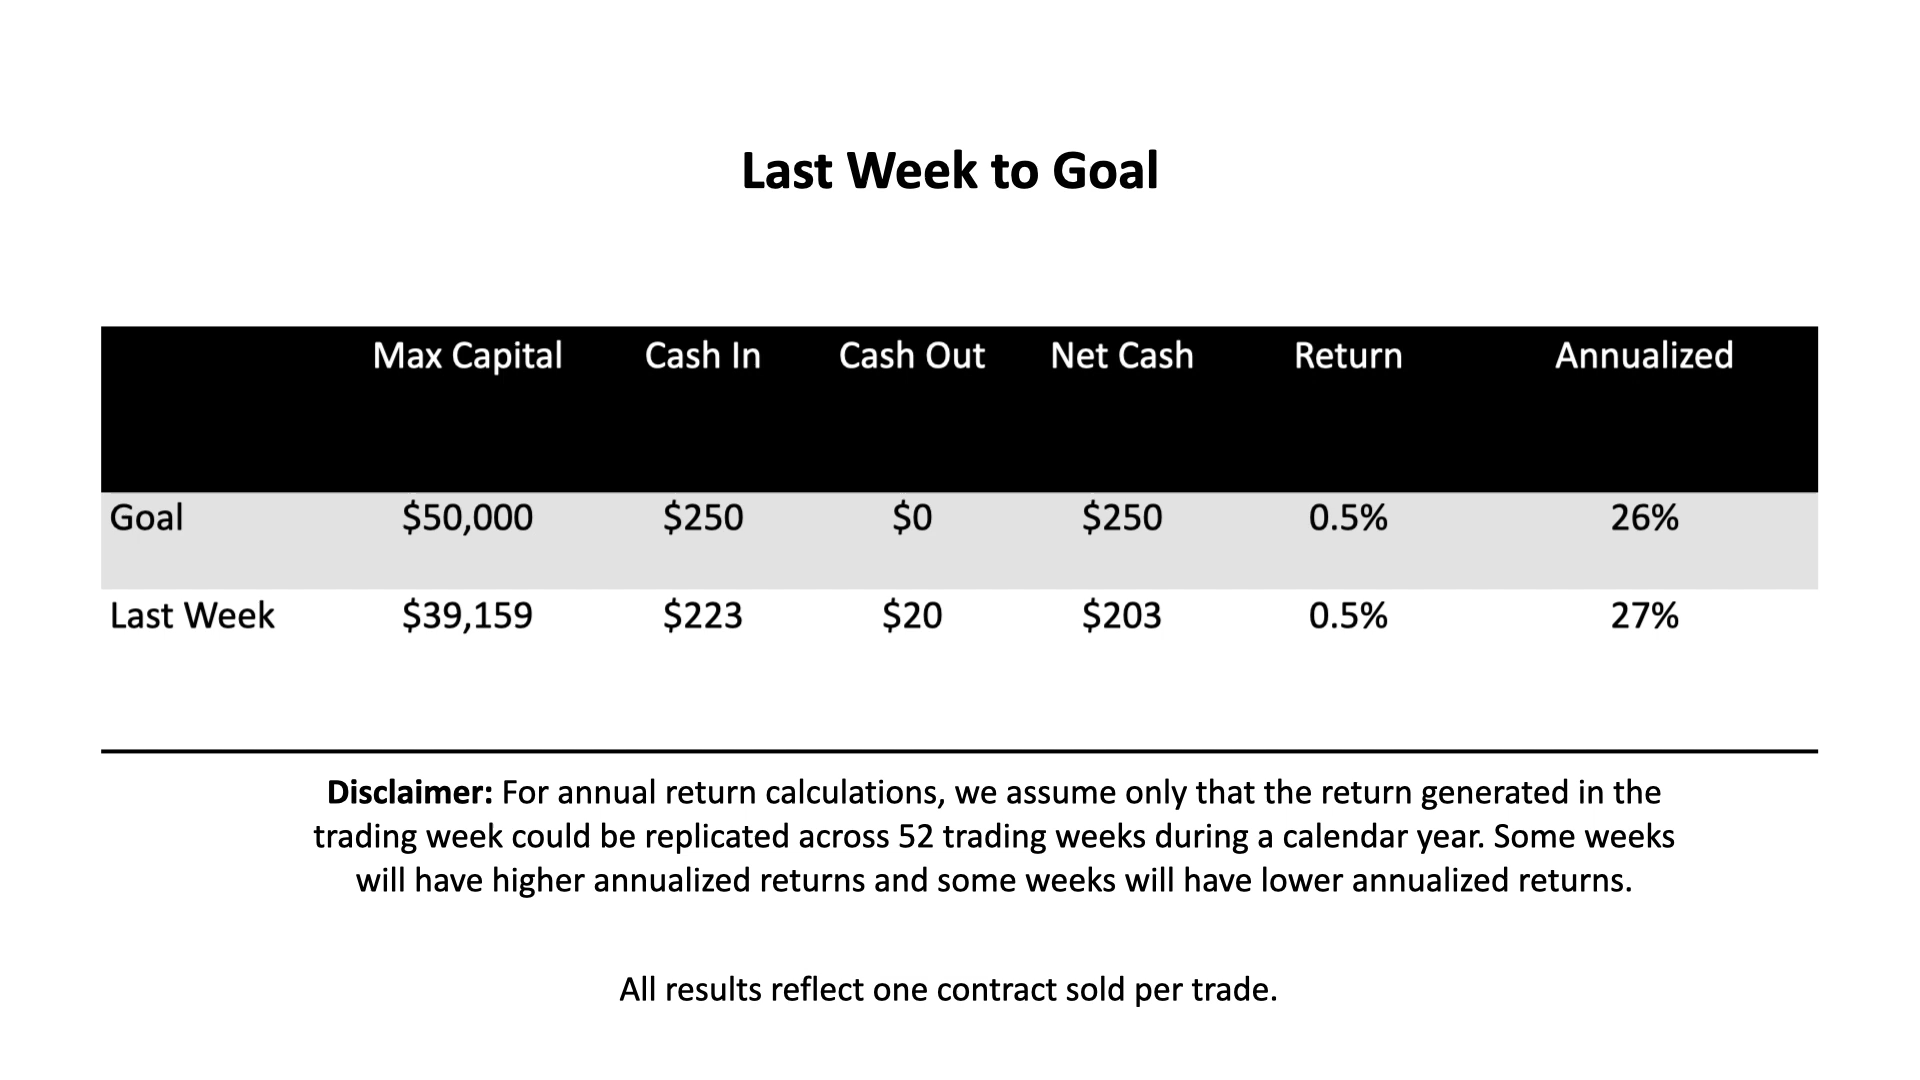 Last Week to Goal
Max Capital Cash In Cash Out Net Cash Return Annualized
Goal $50,000 $250 $0 $250 0.5% 26%
Last Week $39,159 $223 $20 $203 0.5% 27%
Disclaimer: For annual return calculations, we assume only that the return generated in the
trading week could be replicated across 52 trading weeks during a calendar year. Some weeks
will have higher annualized returns and some weeks will have lower annualized returns.
All results reflect one contract sold per trade.